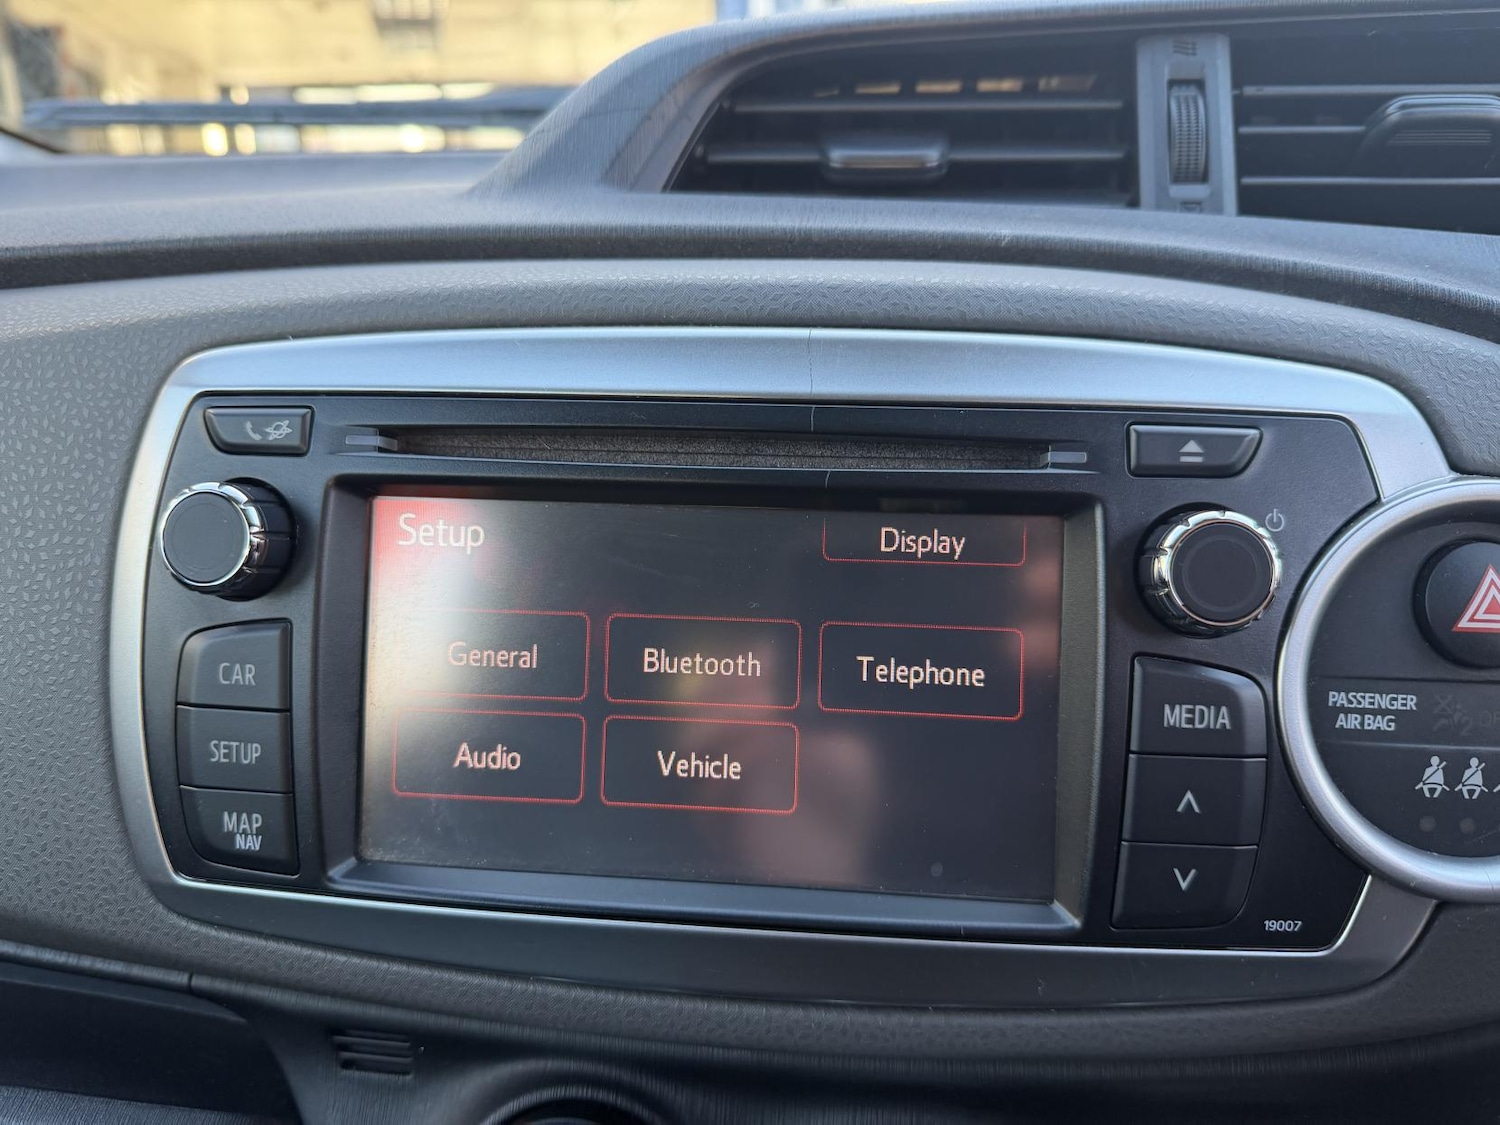 Setup
Display
General
Bluetooth
Telephone
Audio
Vehicle
CAR
SETUP
MAP
NAV
MEDIA
19007
PASSENGER
AIR BAG